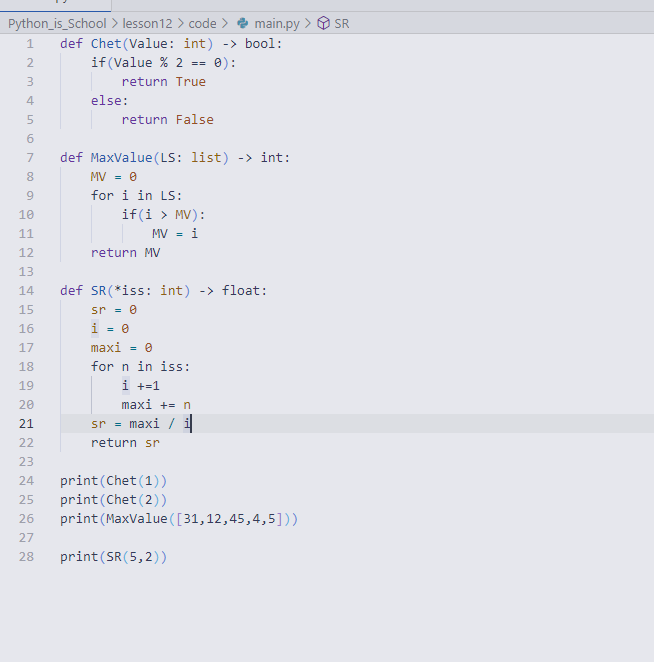 Python_is_School > lesson12 > code > main.py > SR
1 def Chet(Value: int) -> bool:
2     if(Value % 2 == 0):
3         return True
4     else:
5         return False
6
7 def MaxValue(LS: list) -> int:
8     MV = 0
9     for i in LS:
10         if(i > MV):
11             MV = i
12     return MV
13
14 def SR(*iss: int) -> float:
15     sr = 0
16     i = 0
17     maxi = 0
18     for n in iss:
19         i +=1
20         maxi += n
21     sr = maxi / i
22     return sr
23
24 print(Chet(1))
25 print(Chet(2))
26 print(MaxValue([31,12,45,4,5]))
27
28 print(SR(5,2))